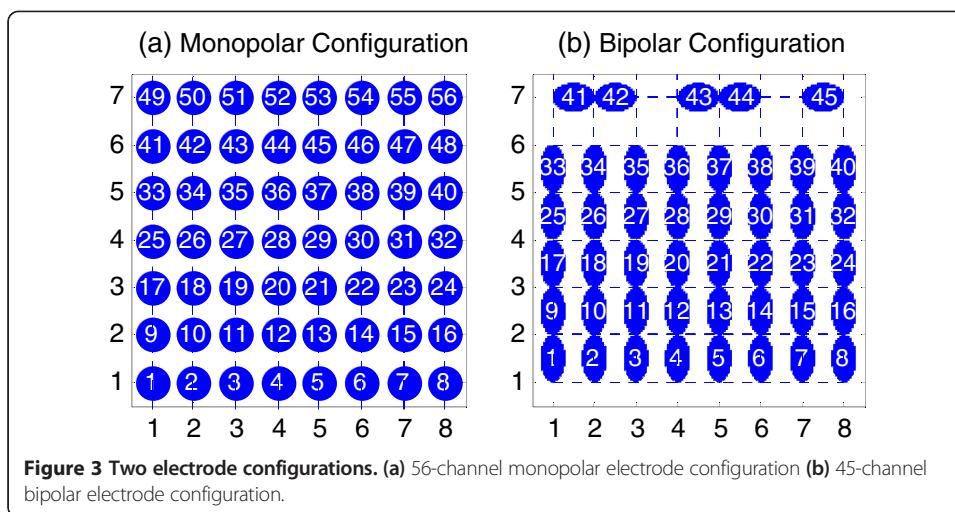 (a) Monopolar Configuration
7 49 50 51 52 53 54 55 56
6 41 42 43 44 45 46 47 48
5 33 34 35 36 37 38 39 40
4 25 26 27 28 29 30 31 32
3 17 18 19 20 21 22 23 24
2 9 10 11 12 13 14 15 16
1 1 2 3 4 5 6 7 8
1 2 3 4 5 6 7 8
(b) Bipolar Configuration
7 41 42 43 44 45
6
33 34 35 36 37 38 39 40
5
25 26 27 28 29 30 31 32
4
17 18 19 20 21 22 23 24
3
9 10 11 12 13 14 15 16
2
1 2 3 4 5 6 7 8
1
1 2 3 4 5 6 7 8
Figure 3 Two electrode configurations. (a) 56-channel monopolar electrode configuration (b) 45-channel
bipolar electrode configuration.